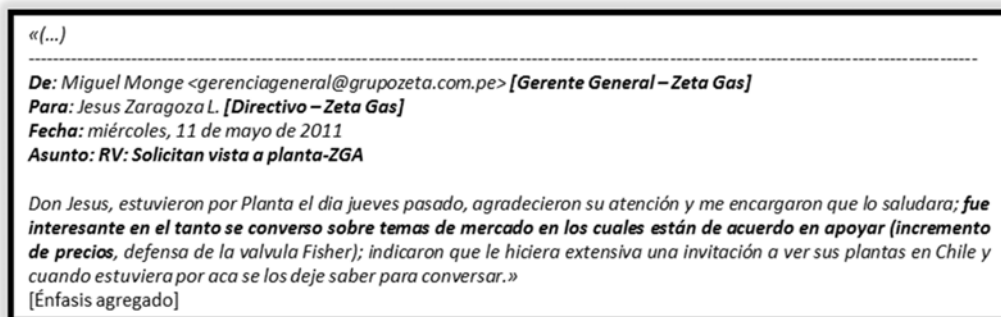 «(...)
-----------------------------------------------------------------------------------------------------------
De: Miguel Monge <gerenciageneral@grupozeta.com.pe> [Gerente General – Zeta Gas]
Para: Jesus Zaragoza L. [Directivo – Zeta Gas]
Fecha: miércoles, 11 de mayo de 2011
Asunto: RV: Solicitan vista a planta-ZGA
Don Jesus, estuvieron por Planta el dia jueves pasado, agradecieron su atención y me encargaron que lo saludara; fue
interesante en el tanto se converso sobre temas de mercado en los cuales están de acuerdo en apoyar (incremento
de precios, defensa de la valvula Fisher); indicaron que le hiciera extensiva una invitación a ver sus plantas en Chile y
cuando estuviera por aca se los deje saber para conversar.»
[Énfasis agregado]